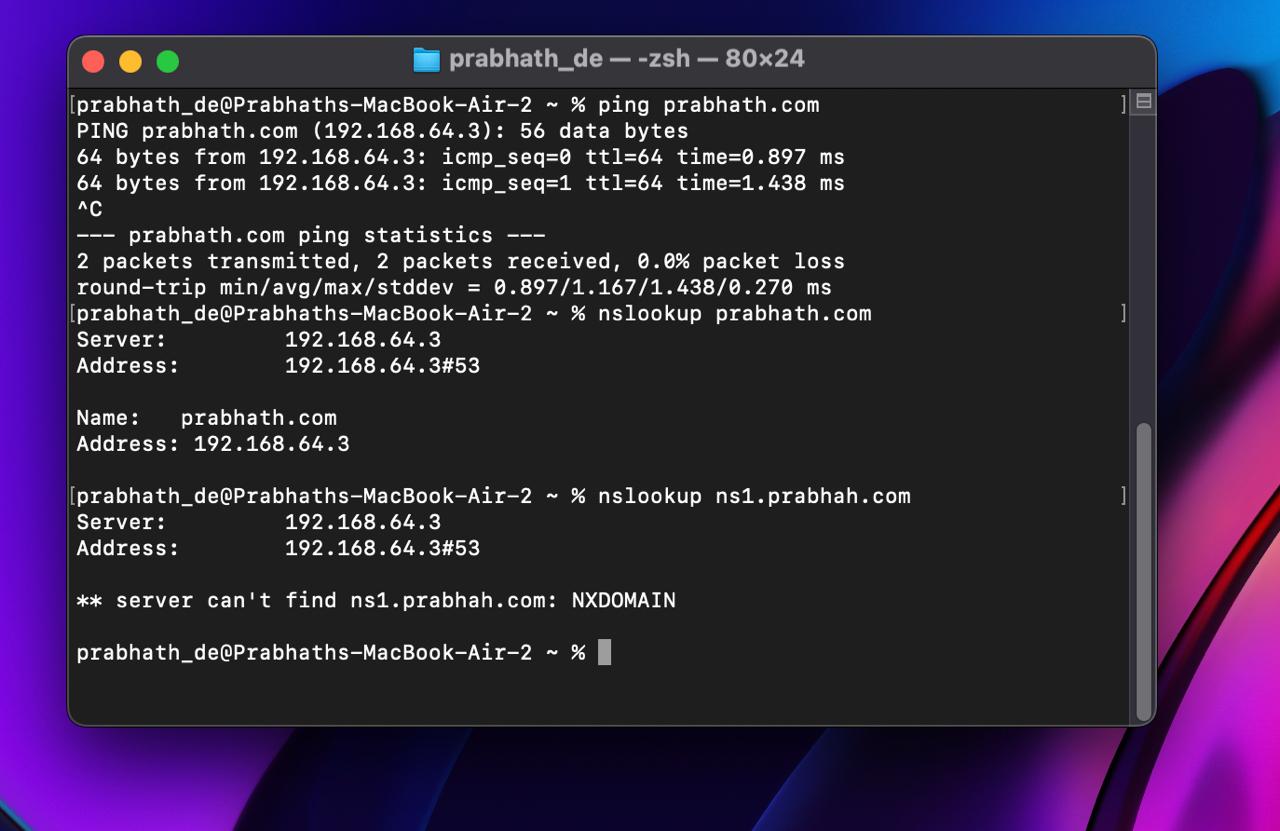 prabhath_de — -zsh — 80×24
[prabhath_de@Prabhaths-MacBook-Air-2 ~ % ping prabhath.com ]
PING prabhath.com (192.168.64.3): 56 data bytes
64 bytes from 192.168.64.3: icmp_seq=0 ttl=64 time=0.897 ms
64 bytes from 192.168.64.3: icmp_seq=1 ttl=64 time=1.438 ms
^C
--- prabhath.com ping statistics ---
2 packets transmitted, 2 packets received, 0.0% packet loss
round-trip min/avg/max/stddev = 0.897/1.167/1.438/0.270 ms
[prabhath_de@Prabhaths-MacBook-Air-2 ~ % nslookup prabhath.com ]
Server: 192.168.64.3
Address: 192.168.64.3#53
Name: prabhath.com
Address: 192.168.64.3
[prabhath_de@Prabhaths-MacBook-Air-2 ~ % nslookup ns1.prabhah.com ]
Server: 192.168.64.3
Address: 192.168.64.3#53
** server can't find ns1.prabhah.com: NXDOMAIN
prabhath_de@Prabhaths-MacBook-Air-2 ~ %